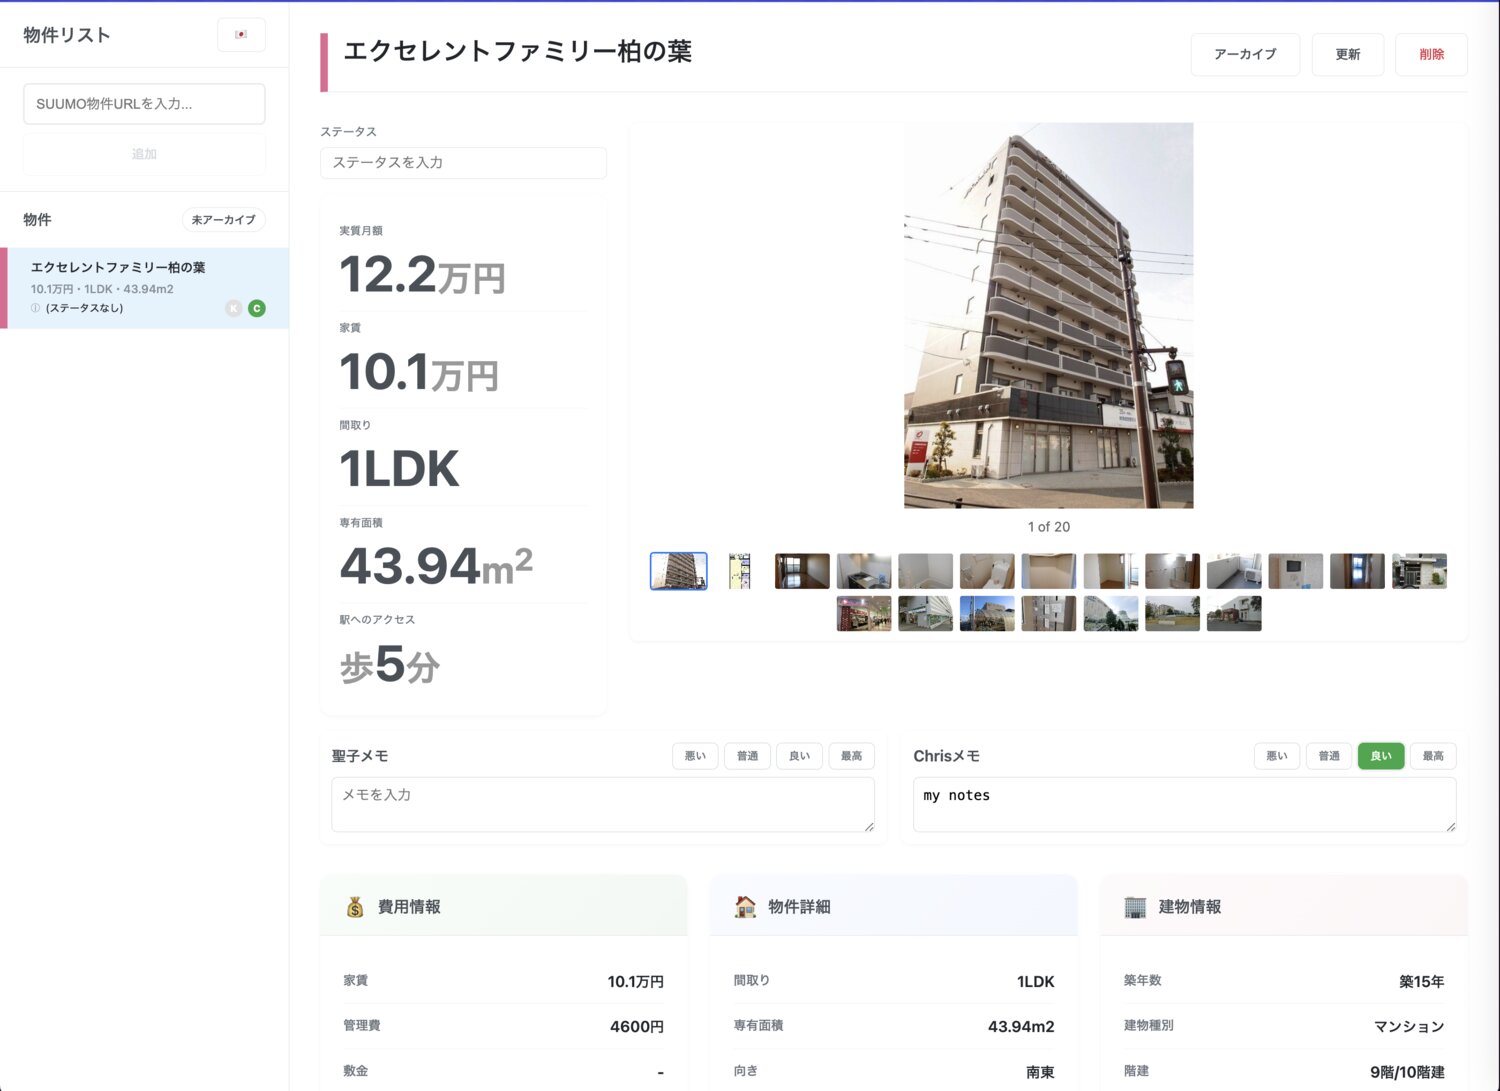 物件リスト
SUUMO物件URLを入力...
追加
物件
未アーカイブ
エクセレントファミリー柏の葉
10.1万円・1LDK・43.94m2
(ステータスなし)
K
C
エクセレントファミリー柏の葉
アーカイブ
更新
削除
ステータス
ステータスを入力
実質月額
12.2万円
家賃
10.1万円
間取り
1LDK
専有面積
43.94m2
駅へのアクセス
歩5分
1 of 20
聖子メモ
悪い
普通
良い
最高
メモを入力
Chrisメモ
悪い
普通
良い
最高
my notes
費用情報
家賃
10.1万円
管理費
4600円
敷金
-
物件詳細
間取り
1LDK
専有面積
43.94m2
向き
南東
建物情報
築年数
築15年
建物種別
マンション
階建
9階/10階建